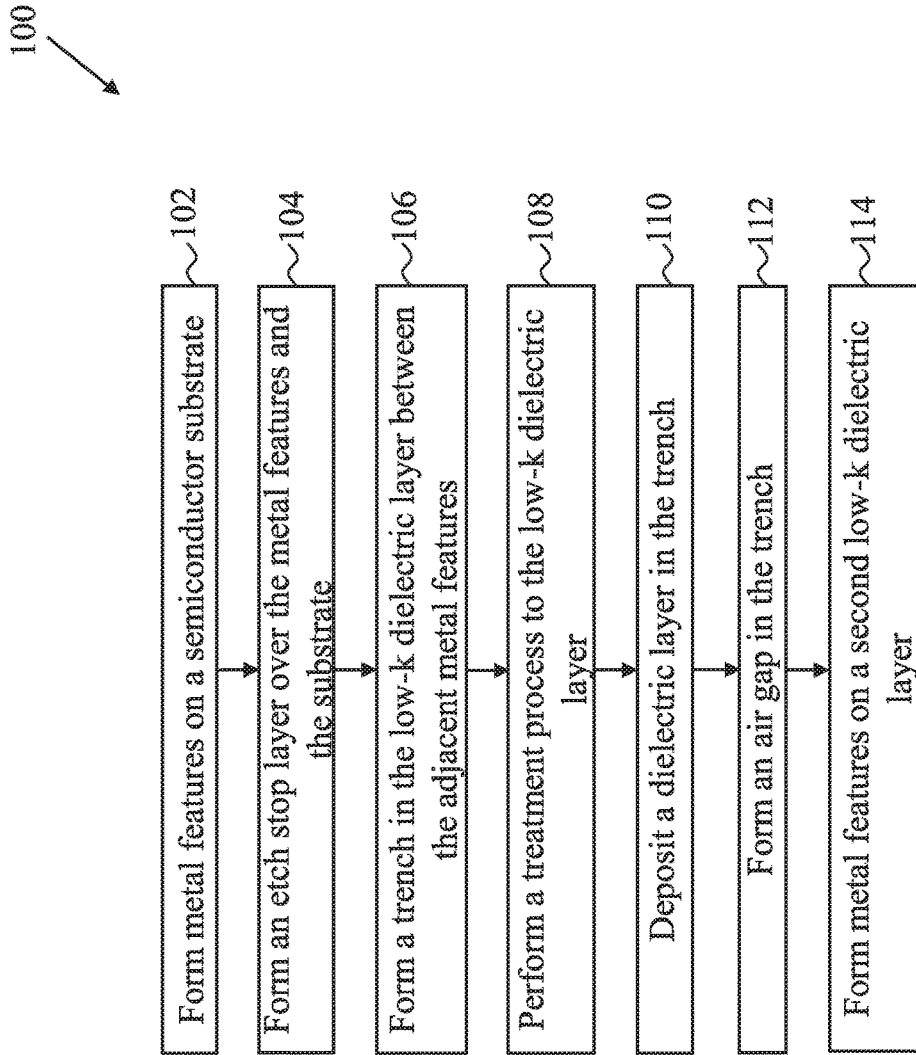 100
Form metal features on a semiconductor substrate
102
Form an etch stop layer over the metal features and
the substrate
104
Form a trench in the low-k dielectric layer between
the adjacent metal features
106
Perform a treatment process to the low-k dielectric
layer
108
Deposit a dielectric layer in the trench
110
Form an air gap in the trench
112
Form metal features on a second low-k dielectric
layer
114